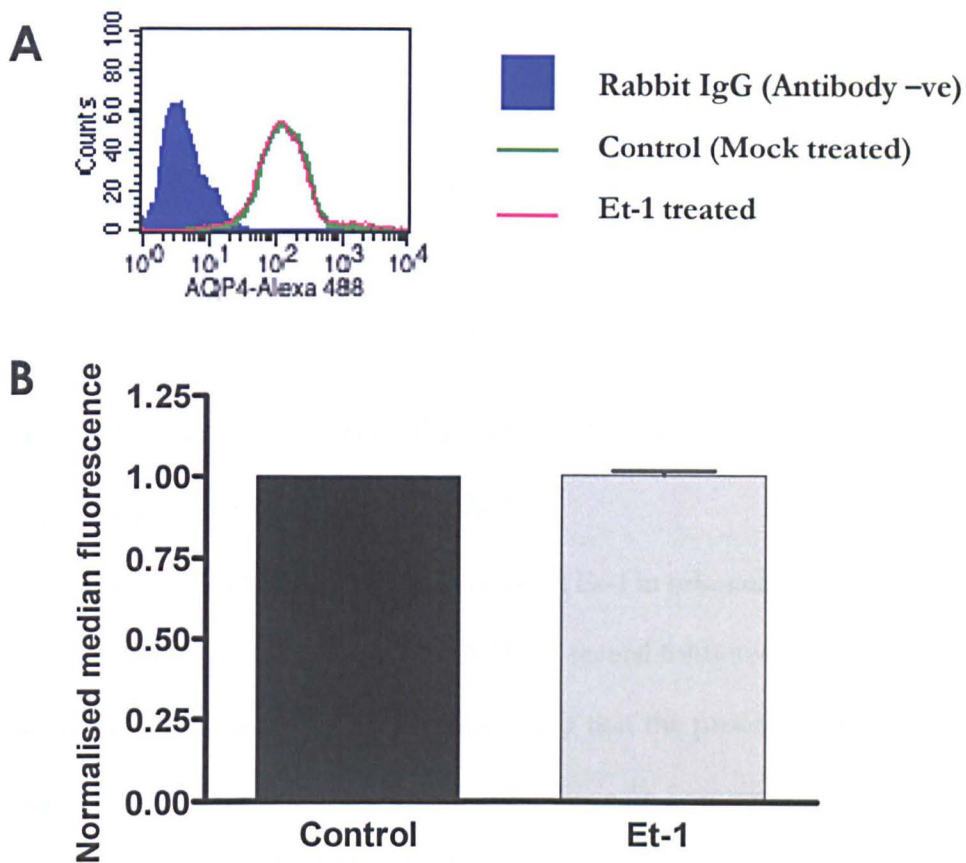 A
100
80
60
40
20
0
Counts
10^0 10^1 10^2 10^3 10^4
AQP4-Alexa 488
Rabbit IgG (Antibody –ve)
Control (Mock treated)
Et-1 treated
B
Normalised median fluorescence
1.25
1.00
0.75
0.50
0.25
0.00
Control Et-1
that the